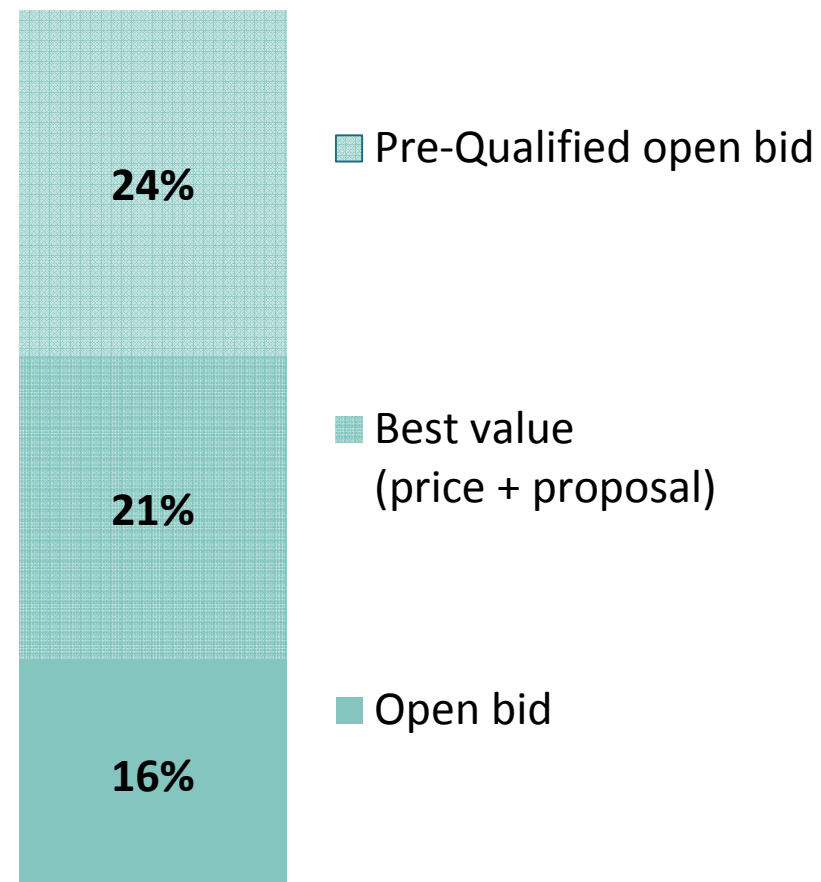 24%
Pre-Qualified open bid
21%
Best value
(price + proposal)
16%
Open bid